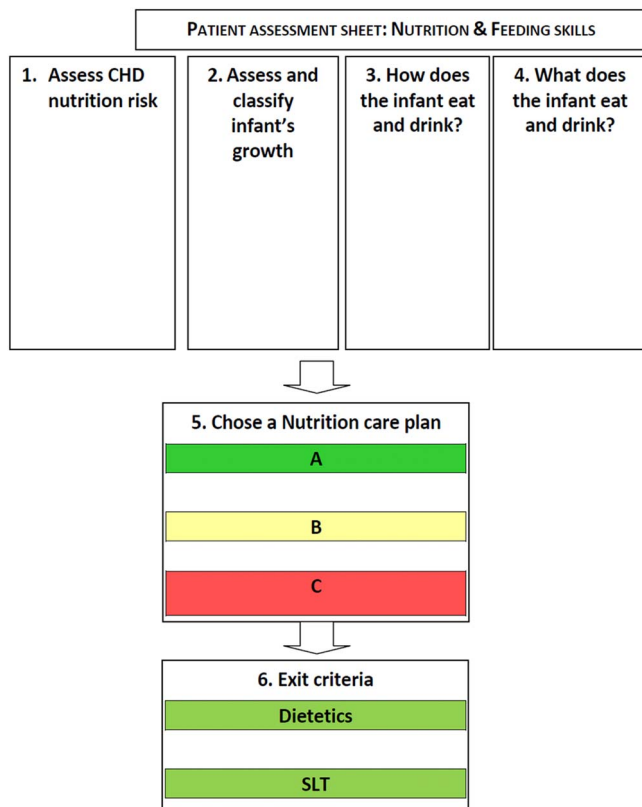 PATIENT ASSESSMENT SHEET: NUTRITION & FEEDING SKILLS
1. Assess CHD
nutrition risk
2. Assess and
classify
infant's
growth
3. How does
the infant eat
and drink?
4. What does
the infant eat
and drink?
5. Chose a Nutrition care plan
A
B
C
6. Exit criteria
Dietetics
SLT